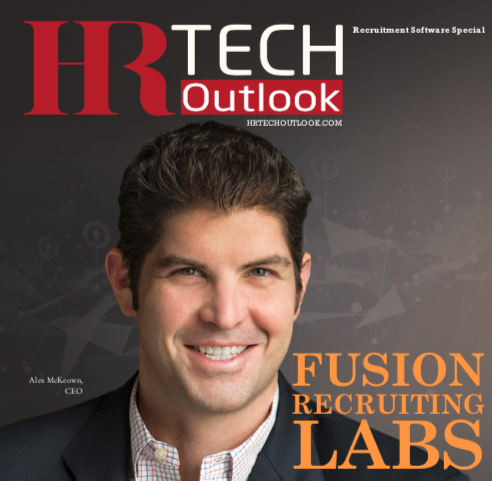 HR TECH
Outlook
Recruitment Software Special
HRTECHOUTLOOK.COM
Alex McKeown,
CEO
FUSION
RECRUITING
LABS